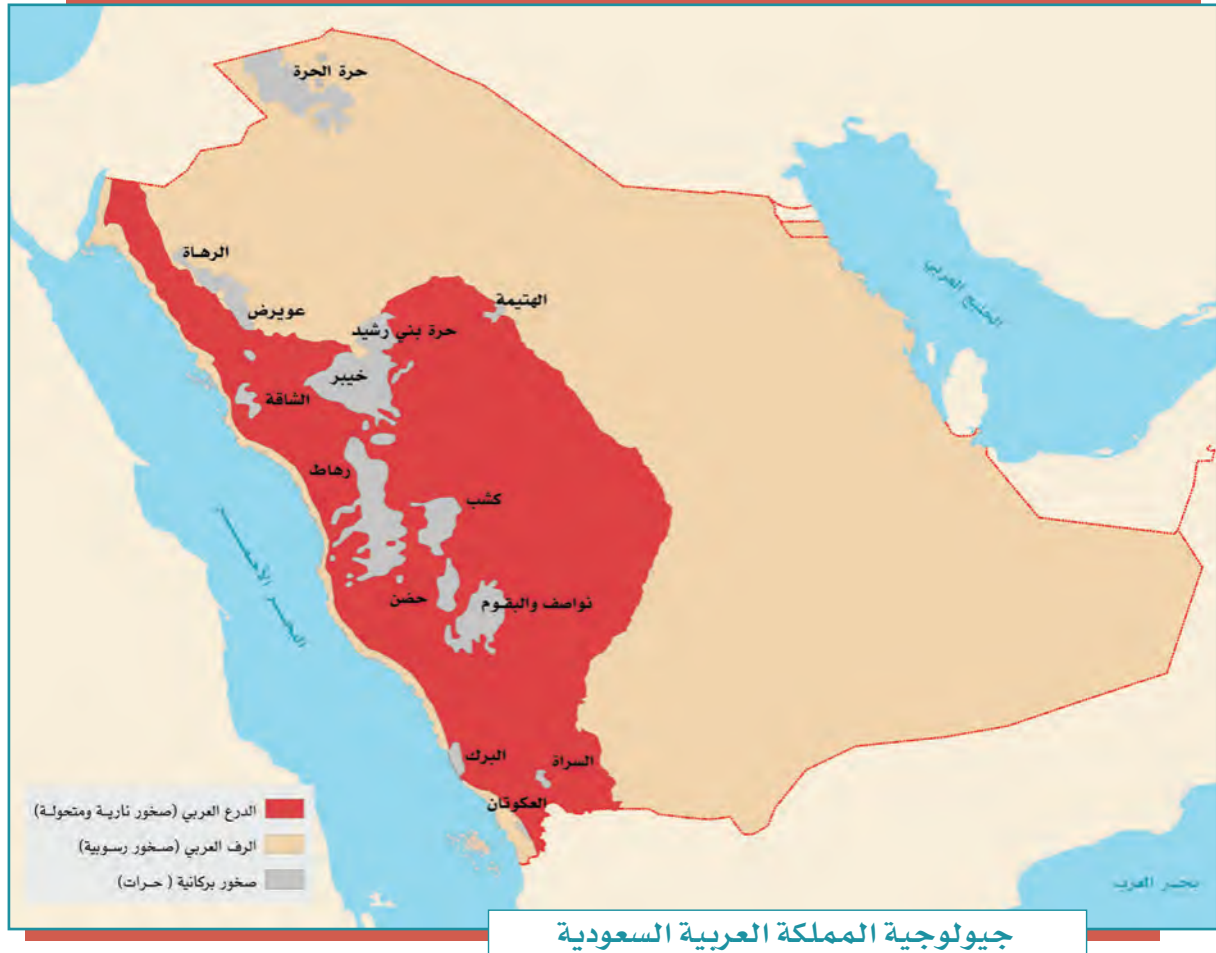 حرة الحرة
الرهاة
عويرض
الهتيمة
حرة بني رشيد
خيبر
الشاقة
رهاط
كشب
حضن
نواصف والبقوم
البرك
السراة
العكوتان
الخليج العربي
البحر الأحمر
بحر العرب
الدرع العربي (صخور نارية ومتحولة)
الرف العربي (صخور رسوبية)
صخور بركانية ( حرات)
جيولوجية المملكة العربية السعودية